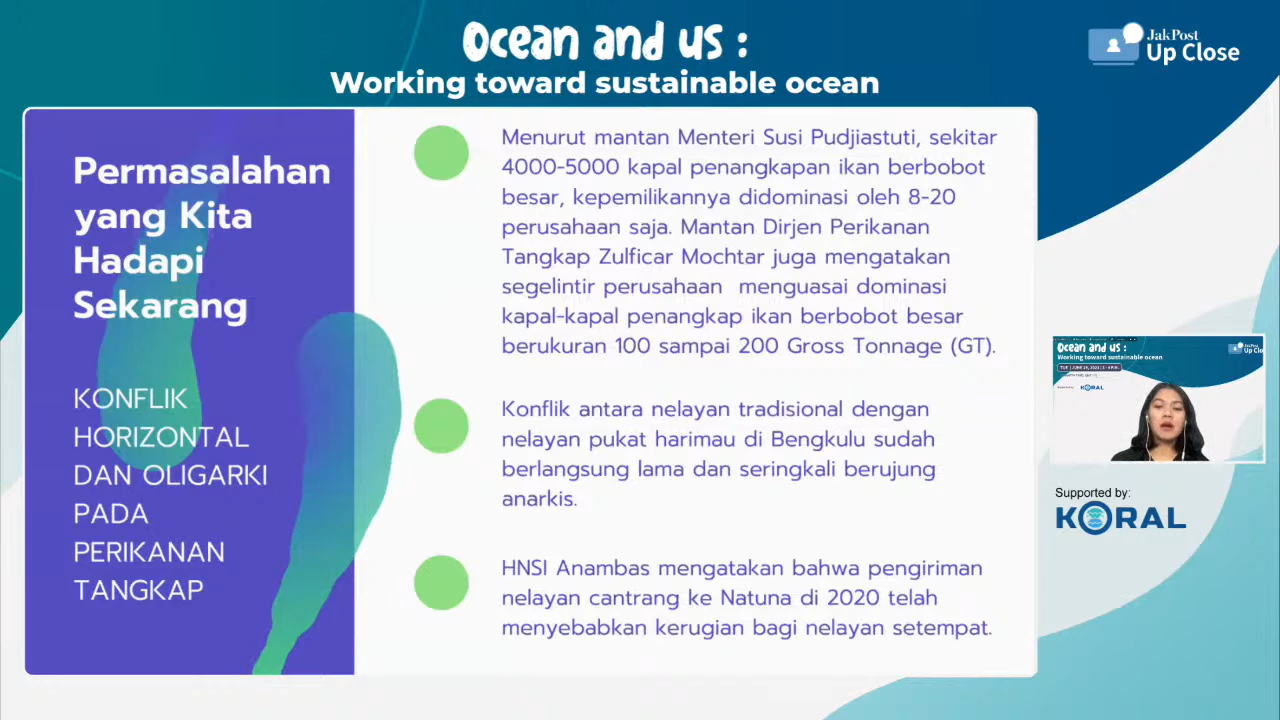 Ocean and us :
Working toward sustainable ocean
JakPost
Up Close
Permasalahan
yang Kita
Hadapi
Sekarang
KONFLIK
HORIZONTAL
DAN OLIGARKI
PADA
PERIKANAN
TANGKAP
Menurut mantan Menteri Susi Pudjiastuti, sekitar
4000-5000 kapal penangkapan ikan berbobot
besar, kepemilikannya didominasi oleh 8-20
perusahaan saja. Mantan Dirjen Perikanan
Tangkap Zulficar Mochtar juga mengatakan
segelintir perusahaan menguasai dominasi
kapal-kapal penangkap ikan berbobot besar
berukuran 100 sampai 200 Gross Tonnage (GT).
Konflik antara nelayan tradisional dengan
nelayan pukat harimau di Bengkulu sudah
berlangsung lama dan seringkali berujung
anarkis.
HNSI Anambas mengatakan bahwa pengiriman
nelayan cantrang ke Natuna di 2020 telah
menyebabkan kerugian bagi nelayan setempat.
Ocean and us :
Working toward sustainable ocean
JakPost
Up Clo
KORAL
Supported by:
KORAL